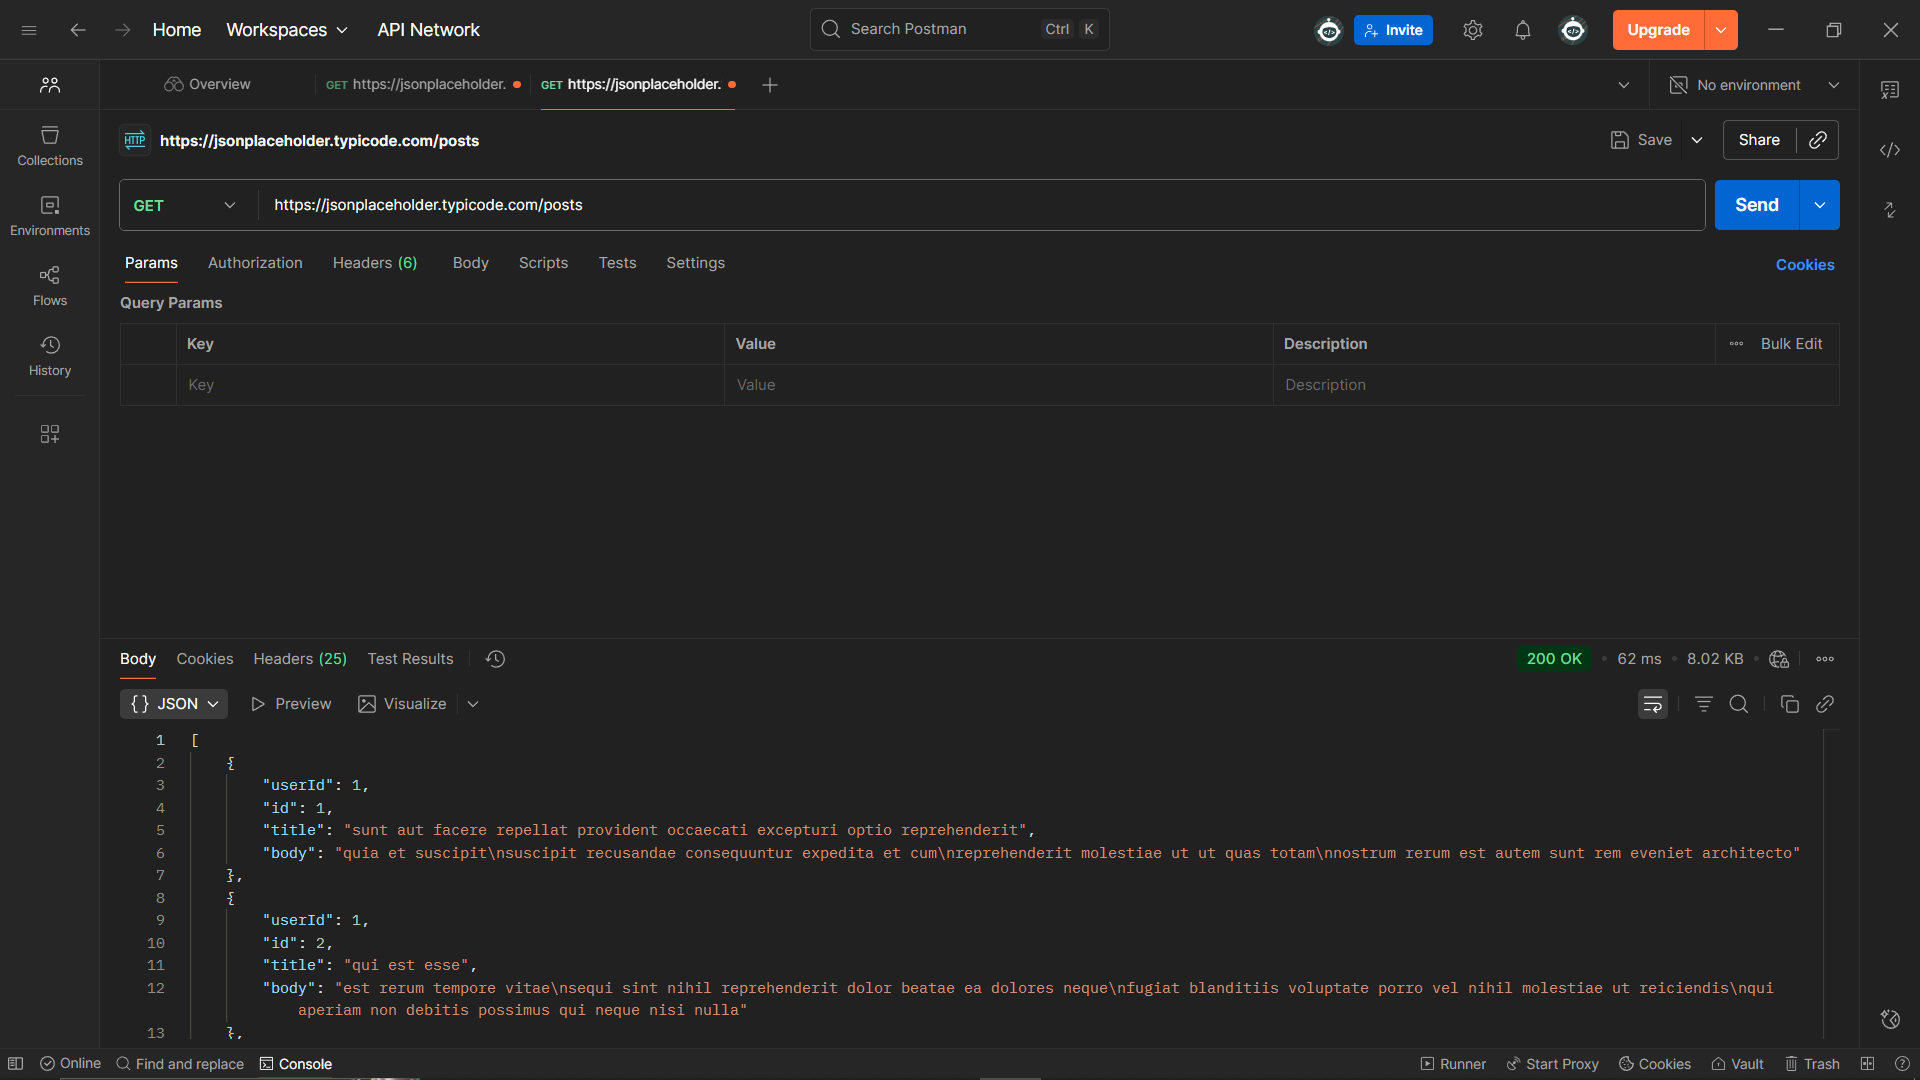 Home Workspaces API Network Search Postman Ctrl K Invite Upgrade
Overview GET https://jsonplaceholder. GET https://jsonplaceholder. No environment
HTTP https://jsonplaceholder.typicode.com/posts Save Share
GET https://jsonplaceholder.typicode.com/posts Send
Collections
Environments
Flows
History
Params Authorization Headers (6) Body Scripts Tests Settings Cookies
Query Params
Key Value Description Bulk Edit
Key Value Description
Body Cookies Headers (25) Test Results 200 OK 62 ms 8.02 KB
{} JSON Preview Visualize
1 [
2 {
3 "userId": 1,
4 "id": 1,
5 "title": "sunt aut facere repellat provident occaecati excepturi optio reprehenderit",
6 "body": "quia et suscipit\nsuscipit recusandae consequuntur expedita et cum\nreprehenderit molestiae ut ut quas totam\nnostrum rerum est autem sunt rem eveniet architecto"
7 },
8 {
9 "userId": 1,
10 "id": 2,
11 "title": "qui est esse",
12 "body": "est rerum tempore vitae\nsequi sint nihil reprehenderit dolor beatae ea dolores neque\nfugiat blanditiis voluptate porro vel nihil molestiae ut reiciendis\nqui
aperiam non debitis possimus qui neque nisi nulla"
13 },
Online Find and replace Console Runner Start Proxy Cookies Vault Trash